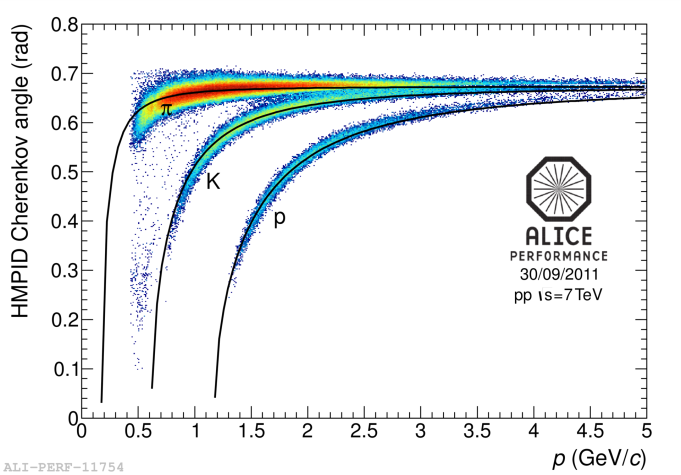 HMPID Cherenkov angle (rad)
0.8
0.7
0.6
0.5
0.4
0.3
0.2
0.1
0
π
K
p
ALICE
PERFORMANCE
30/09/2011
pp ιs=7TeV
0 0.5 1 1.5 2 2.5 3 3.5 4 4.5 5
p (GeV/c)
ALI-PERF-11754